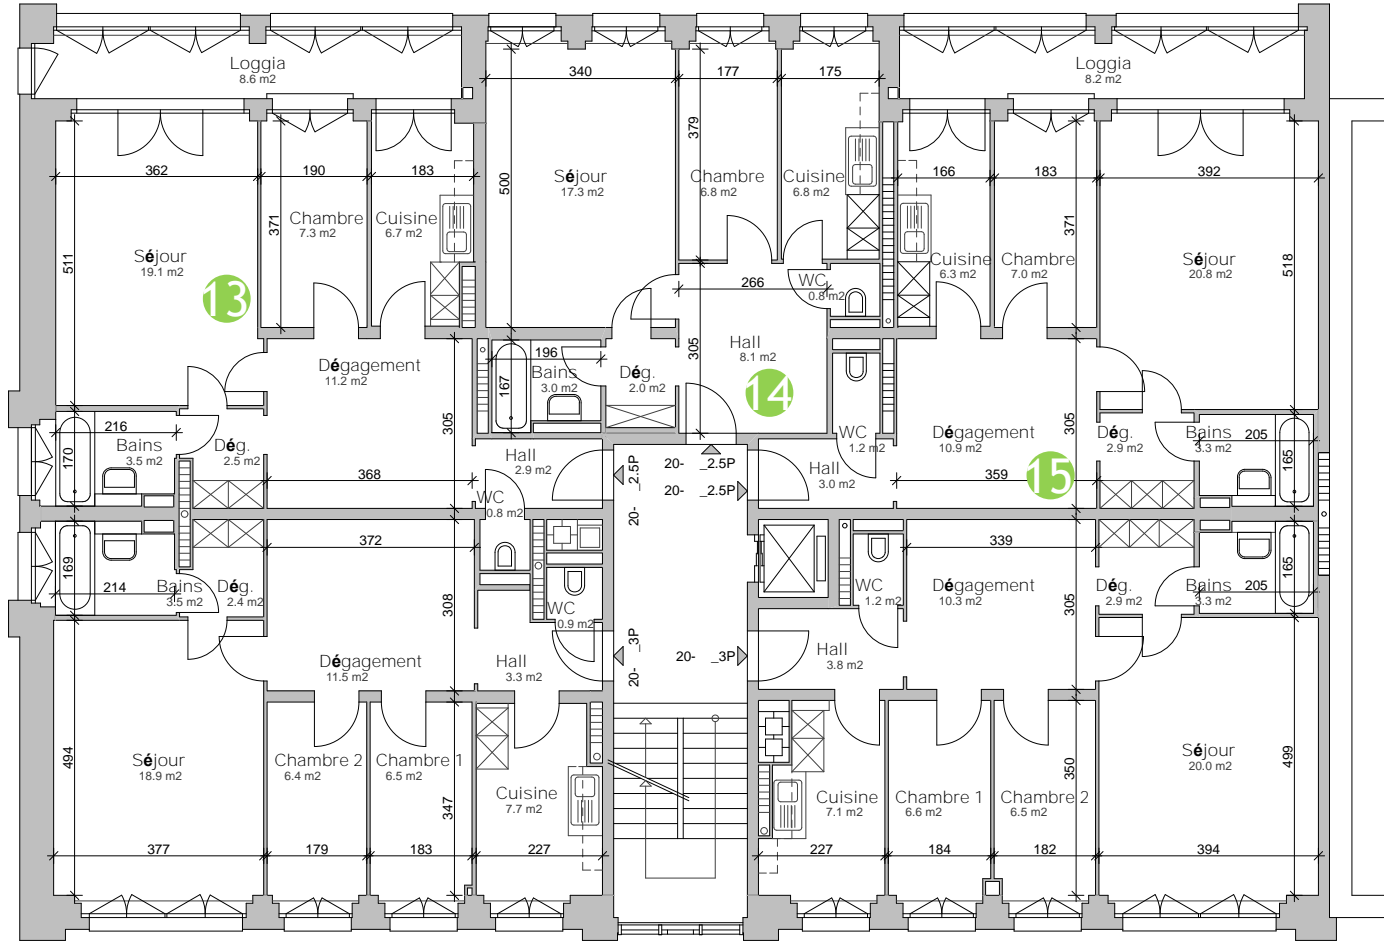 Loggia
8.6 m2
Loggia
8.2 m2
340
177
175
379
500
511
371
362
190
183
Séjour
17.3 m2
Chambre
6.8 m2
Cuisine
6.8 m2
166
183
392
371
518
Chambre
7.3 m2
Cuisine
6.7 m2
Séjour
19.1 m2
13
Cuisine
6.3 m2
Chambre
7.0 m2
Séjour
20.8 m2
WC
0.8 m2
266
305
Hall
8.1 m2
14
196
167
Bains
3.0 m2
Dég.
2.0 m2
Dégagement
11.2 m2
305
368
216
170
Bains
3.5 m2
Dég.
2.5 m2
Hall
2.9 m2
WC
0.8 m2
20- _2.5P
20- _2.5P
20- _2.5P
WC
1.2 m2
Hall
3.0 m2
Dégagement
10.9 m2
15
359
305
Dég.
2.9 m2
Bains
3.3 m2
205
165
169
214
Bains
3.5 m2
Dég.
2.4 m2
372
308
Dégagement
11.5 m2
WC
0.9 m2
Hall
3.3 m2
20- _3P
20- _3P
WC
1.2 m2
Hall
3.8 m2
339
Dégagement
10.3 m2
305
Dég.
2.9 m2
Bains
3.3 m2
205
165
494
Séjour
18.9 m2
Chambre 2
6.4 m2
Chambre 1
6.5 m2
347
Cuisine
7.7 m2
377
179
183
227
Cuisine
7.1 m2
Chambre 1
6.6 m2
Chambre 2
6.5 m2
350
Séjour
20.0 m2
499
227
184
182
394